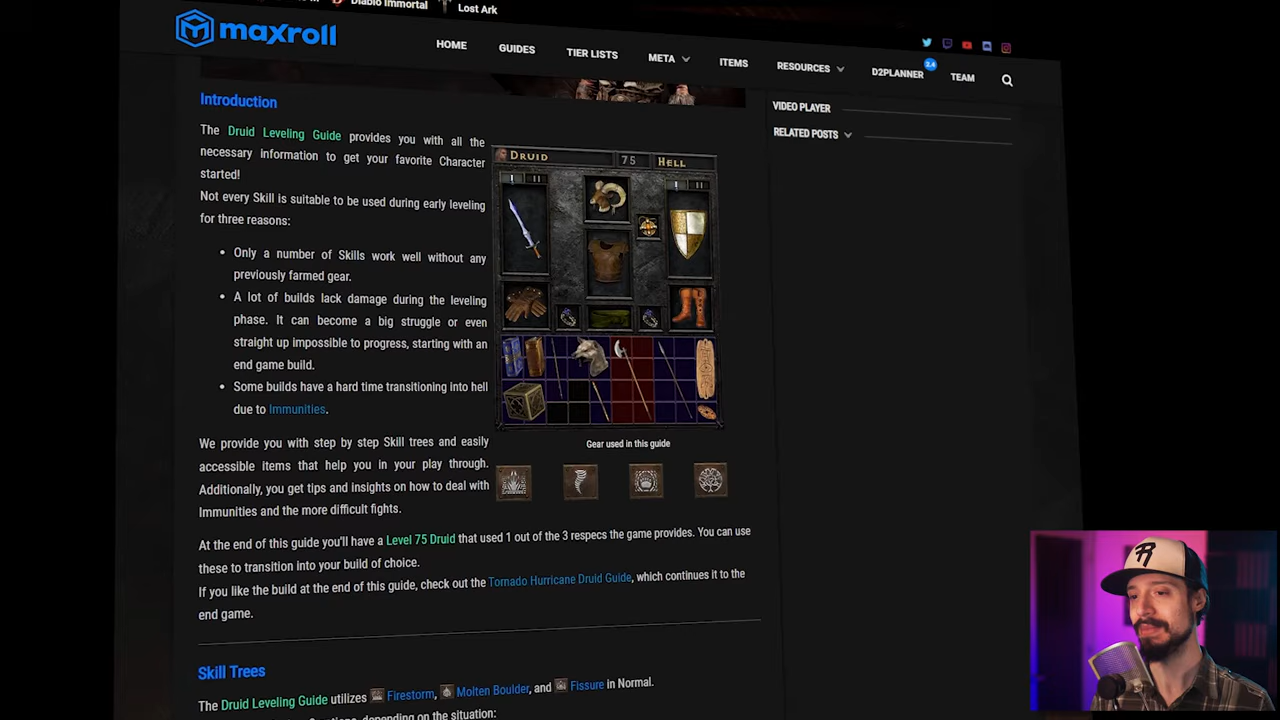 Diablo Immortal
Lost Ark
maxroll
HOME
GUIDES
TIER LISTS
META
ITEMS
RESOURCES
D2PLANNER
2.4
TEAM
Introduction
The Druid Leveling Guide provides you with all the
necessary information to get your favorite Character
started!
Not every Skill is suitable to be used during early leveling
for three reasons:
Only a number of Skills work well without any
previously farmed gear.
A lot of builds lack damage during the leveling
phase. It can become a big struggle or even
straight up impossible to progress, starting with an
end game build.
Some builds have a hard time transitioning into hell
due to Immunities.
We provide you with step by step Skill trees and easily
accessible items that help you in your play through.
Additionally, you get tips and insights on how to deal with
Immunities and the more difficult fights.
DRUID
75
HELL
I II
I II
Gear used in this guide
At the end of this guide you'll have a Level 75 Druid that used 1 out of the 3 respecs the game provides. You can use
these to transition into your build of choice.
If you like the build at the end of this guide, check out the Tornado Hurricane Druid Guide, which continues it to the
end game.
Skill Trees
The Druid Leveling Guide utilizes Firestorm, Molten Boulder, and Fissure in Normal.
depending on the situation:
VIDEO PLAYER
RELATED POSTS
R